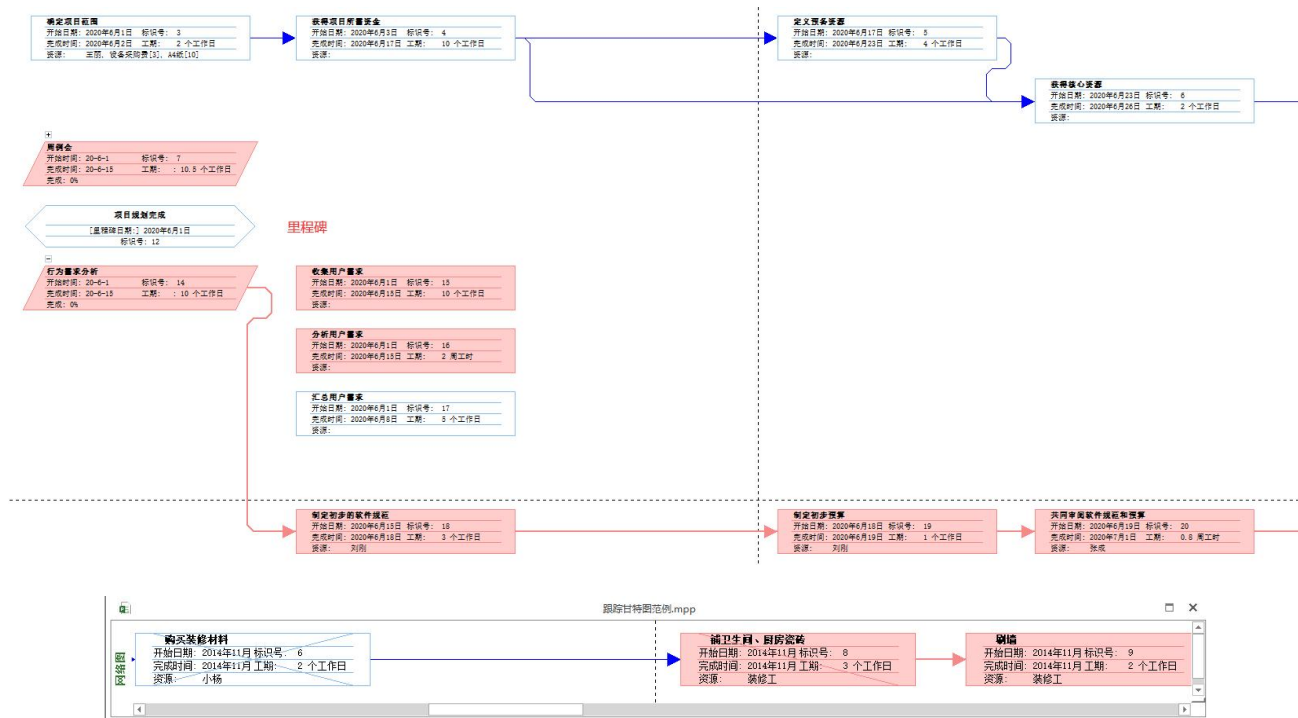 确定项目范围
开始日期: 2020年6月1日 标识号: 3
完成时间: 2020年6月2日 工期: 2 个工作日
资源: 王丽, 设备采购费[3], A4纸[10]
获得项目所需资金
开始日期: 2020年6月3日 标识号: 4
完成时间: 2020年6月17日 工期: 10 个工作日
资源:
定义预备资源
开始日期: 2020年6月17日 标识号: 5
完成时间: 2020年6月23日 工期: 4 个工作日
资源:
获得核心资源
开始日期: 2020年6月23日 标识号: 6
完成时间: 2020年6月26日 工期: 2 个工作日
资源:
周例会
开始时间: 20-6-1 标识号: 7
完成时间: 20-6-15 工期: : 10.5 个工作日
完成: 0%
项目规划完成
[里程碑日期:] 2020年6月1日
标识号: 12
里程碑
行为需求分析
开始时间: 20-6-1 标识号: 14
完成时间: 20-6-15 工期: : 10 个工作日
完成: 0%
收集用户需求
开始日期: 2020年6月1日 标识号: 15
完成时间: 2020年6月15日 工期: 10 个工作日
资源:
分析用户需求
开始日期: 2020年6月1日 标识号: 16
完成时间: 2020年6月15日 工期: 2 周工时
资源:
汇总用户需求
开始日期: 2020年6月1日 标识号: 17
完成时间: 2020年6月8日 工期: 5 个工作日
资源:
制定初步的软件规范
开始日期: 2020年6月15日 标识号: 18
完成时间: 2020年6月18日 工期: 3 个工作日
资源: 刘刚
制定初步预算
开始日期: 2020年6月18日 标识号: 19
完成时间: 2020年6月19日 工期: 1 个工作日
资源: 刘刚
共同审阅软件规范和预算
开始日期: 2020年6月19日 标识号: 20
完成时间: 2020年7月1日 工期: 0.8 周工时
资源: 张成
跟踪甘特图范例.mpp
网络图
购买装修材料
开始日期: 2014年11月 标识号: 6
完成时间: 2014年11月 工期: 2 个工作日
资源: 小杨
铺卫生间、厨房瓷砖
开始日期: 2014年11月 标识号: 8
完成时间: 2014年11月 工期: 3 个工作日
资源: 装修工
刷墙
开始日期: 2014年11月 标识号: 9
完成时间: 2014年11月 工期: 2 个工作日
资源: 装修工